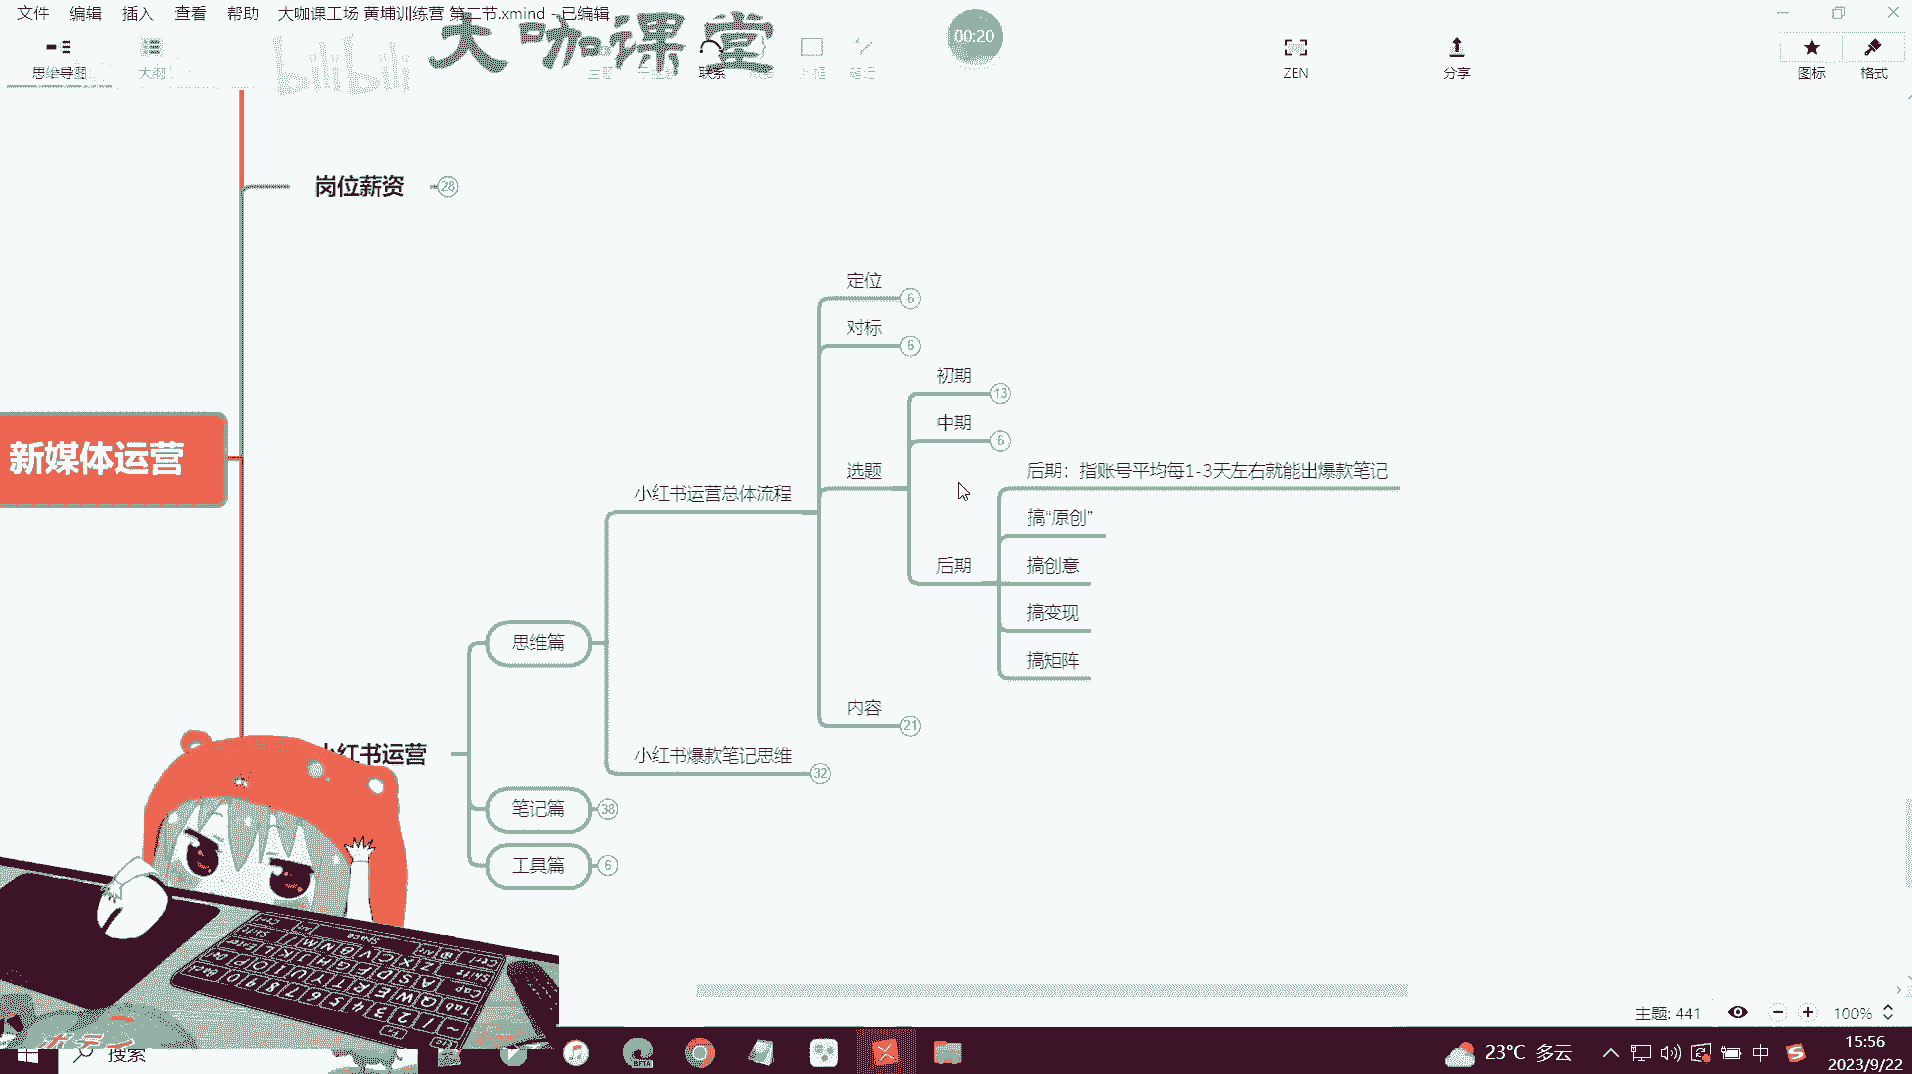 文件 编辑 插入 查看 帮助 大咖课工场 黄埔训练营 第二节.xmind - 已编辑
bilibili 大咖课堂
00:20
思维导图 大纲 联系 ZEN 分享 图标 格式
岗位薪资 28
定位 6
对标 6
初期 13
中期 6
新媒体运营
选题
后期：指账号平均每1-3天左右就能出爆款笔记
小红书运营总体流程
搞“原创”
后期
搞创意
搞变现
思维篇
搞矩阵
内容 21
小红书运营
小红书爆款笔记思维 32
笔记篇 38
工具篇 6
主题: 441
100%
搜索
23°C 多云
中
15:56
2023/9/22